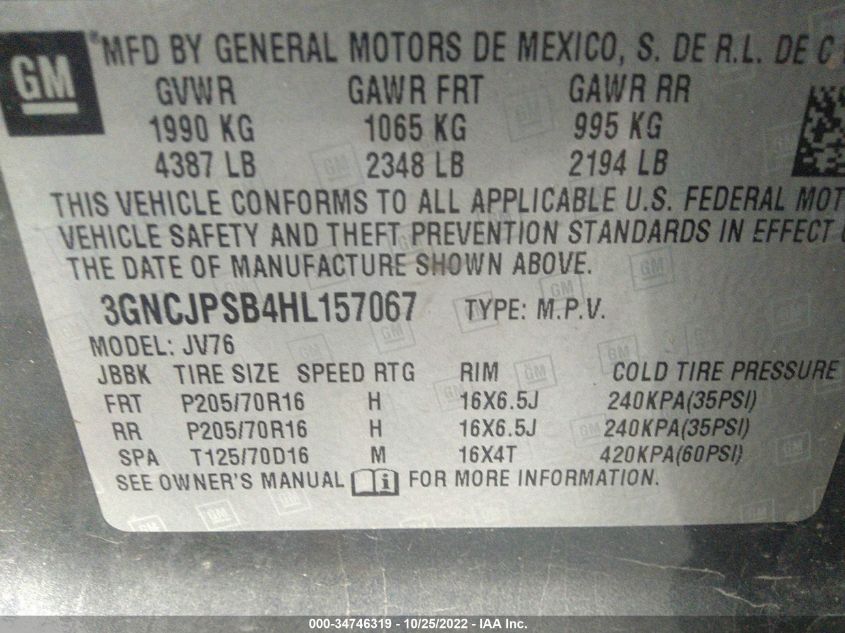 GM
®MFD BY GENERAL MOTORS DE MEXICO, S. DE R.L. DE C
GVWR GAWR FRT GAWR RR
1990 KG 1065 KG 995 KG
4387 LB 2348 LB 2194 LB
THIS VEHICLE CONFORMS TO ALL APPLICABLE U.S. FEDERAL MOT
VEHICLE SAFETY AND THEFT PREVENTION STANDARDS IN EFFECT
THE DATE OF MANUFACTURE SHOWN ABOVE.
3GNCJPSB4HL157067 TYPE: M.P.V.
MODEL: JV76
JBBK TIRE SIZE SPEED RTG RIM COLD TIRE PRESSURE
FRT P205/70R16 H 16X6.5J 240KPA(35PSI)
RR P205/70R16 H 16X6.5J 240KPA(35PSI)
SPA T125/70D16 M 16X4T 420KPA(60PSI)
SEE OWNER'S MANUAL i FOR MORE INFORMATION.
000-34746319 - 10/25/2022 - IAA Inc.